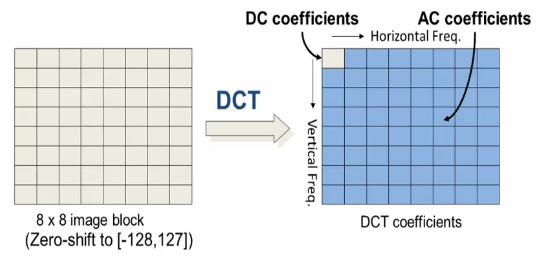 DC coefficients
AC coefficients
Horizontal Freq.
DCT
Vertical Freq.
8 x 8 image block
(Zero-shift to [-128,127])
DCT coefficients